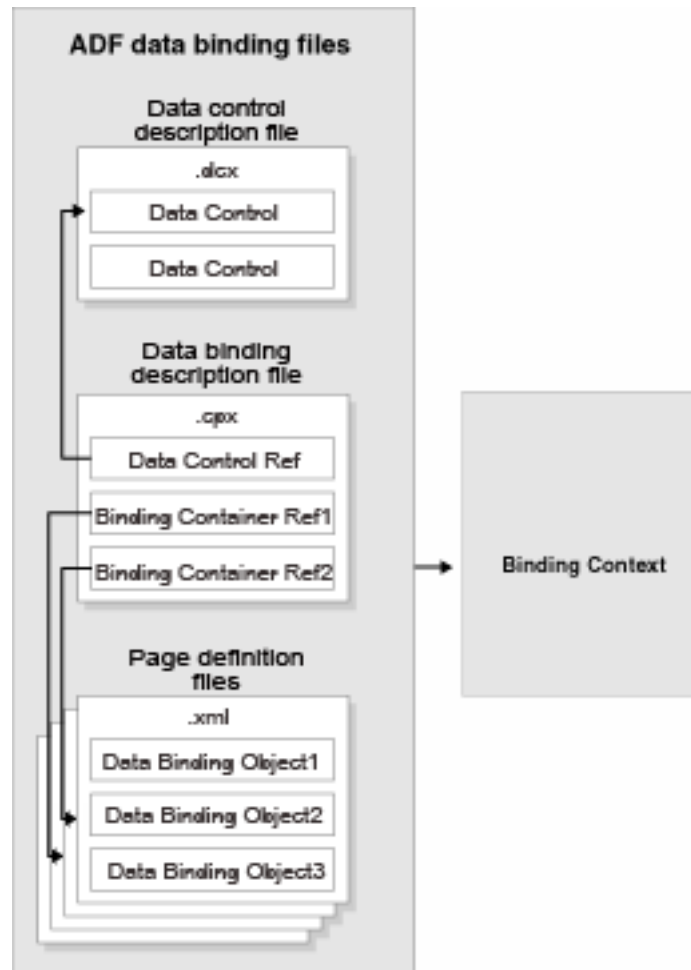 ADF data binding files
Data control
description file
.dcx
Data Control
Data Control
Data binding
description file
.cpx
Data Control Ref
Binding Container Ref1
Binding Container Ref2
Binding Context
Page definition
files
.xml
Data Binding Object1
Data Binding Object2
Data Binding Object3